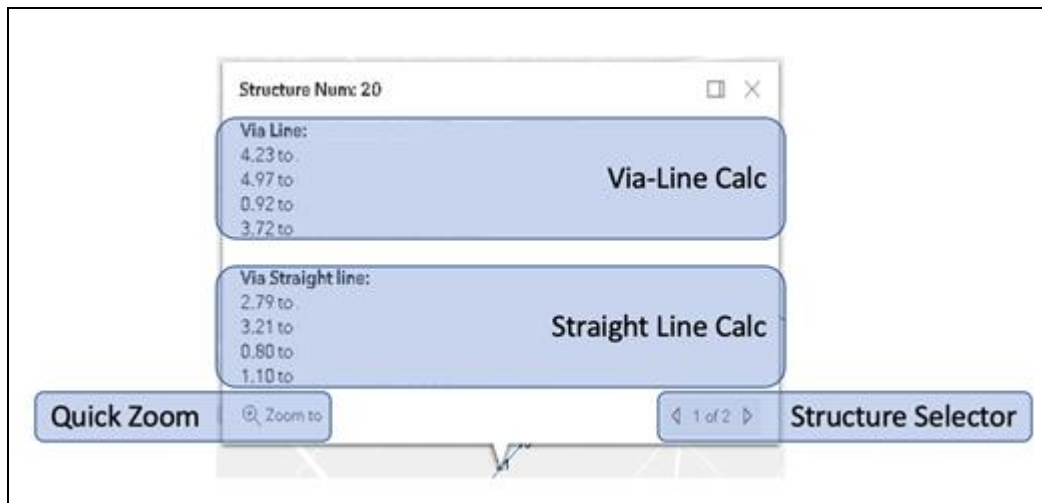 Structure Num: 20
Via Line:
4.23 to
4.97 to
0.92 to
3.72 to
Via-Line Calc
Via Straight line:
2.79 to
3.21 to
0.80 to
1.10 to
Straight Line Calc
Quick Zoom
Zoom to
1 of 2
Structure Selector